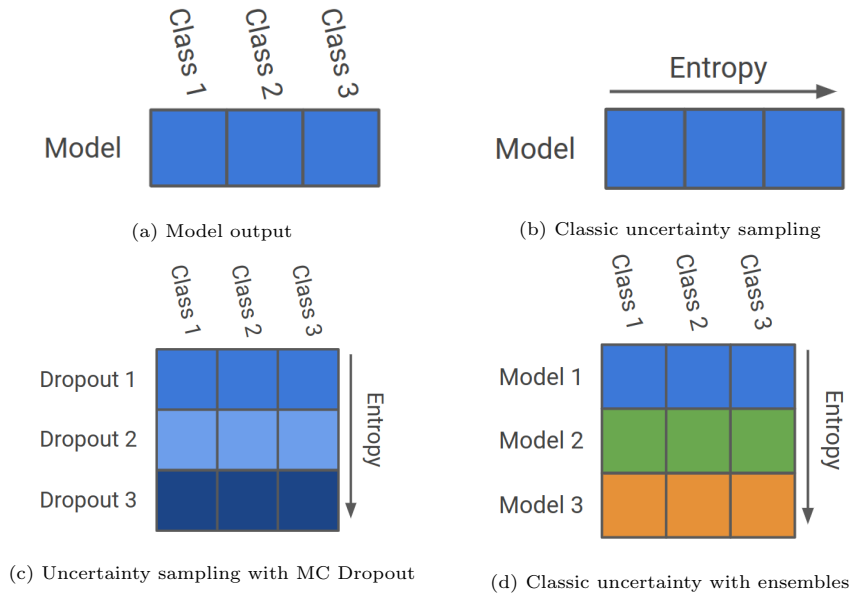 Class 1
Class 2
Class 3
Model
(a) Model output
Entropy
Model
(b) Classic uncertainty sampling
Class 1
Class 2
Class 3
Dropout 1
Dropout 2
Dropout 3
Entropy
(c) Uncertainty sampling with MC Dropout
Class 1
Class 2
Class 3
Model 1
Model 2
Model 3
Entropy
(d) Classic uncertainty with ensembles